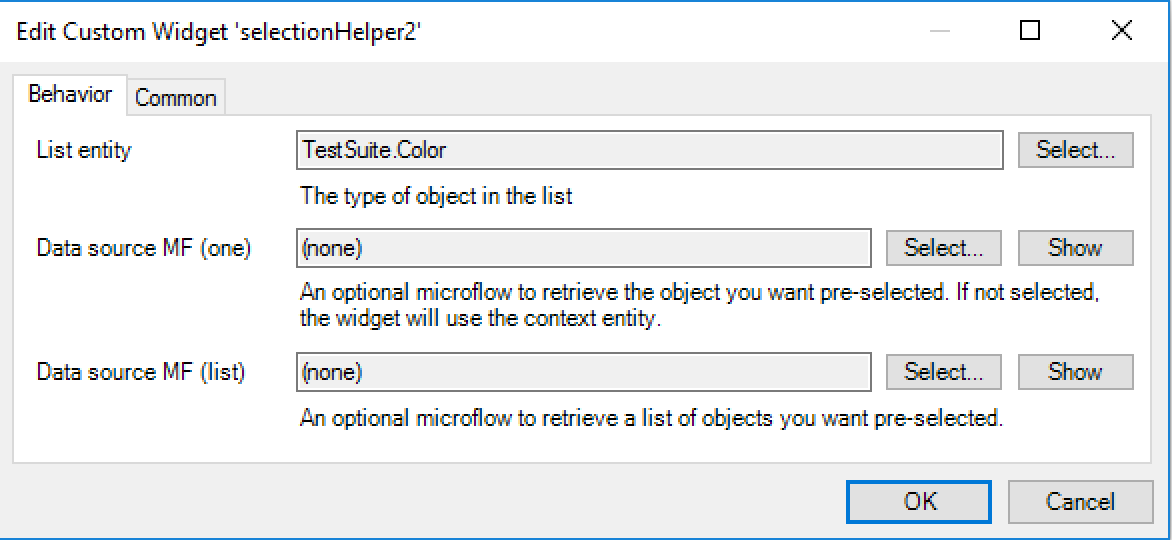 Edit Custom Widget 'selectionHelper2'
Behavior Common
List entity TestSuite.Color Select...
The type of object in the list
Data source MF (one) (none) Select... Show
An optional microflow to retrieve the object you want pre-selected. If not selected,
the widget will use the context entity.
Data source MF (list) (none) Select... Show
An optional microflow to retrieve a list of objects you want pre-selected.
OK Cancel